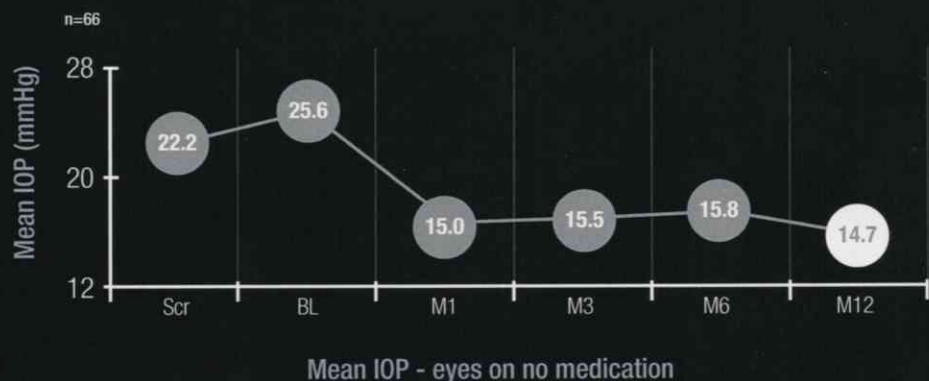 n=66
Mean IOP (mmHg)
28
20
12
22.2
25.6
15.0
15.5
15.8
14.7
Scr
BL
M1
M3
M6
M12
Mean IOP - eyes on no medication